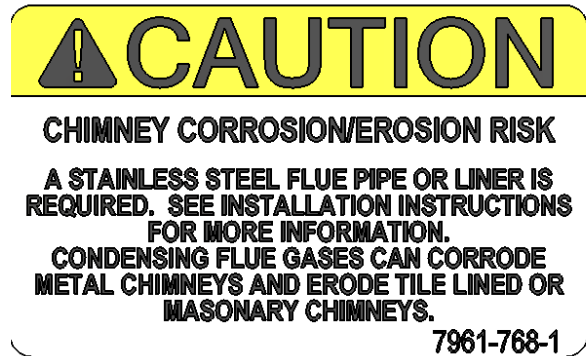 CAUTION
CHIMNEY CORROSION/EROSION RISK
A STAINLESS STEEL FLUE PIPE OR LINER IS
REQUIRED. SEE INSTALLATION INSTRUCTIONS
FOR MORE INFORMATION.
CONDENSING FLUE GASES CAN CORRODE
METAL CHIMNEYS AND ERODE TILE LINED OR
MASONARY CHIMNEYS.
7961-768-1